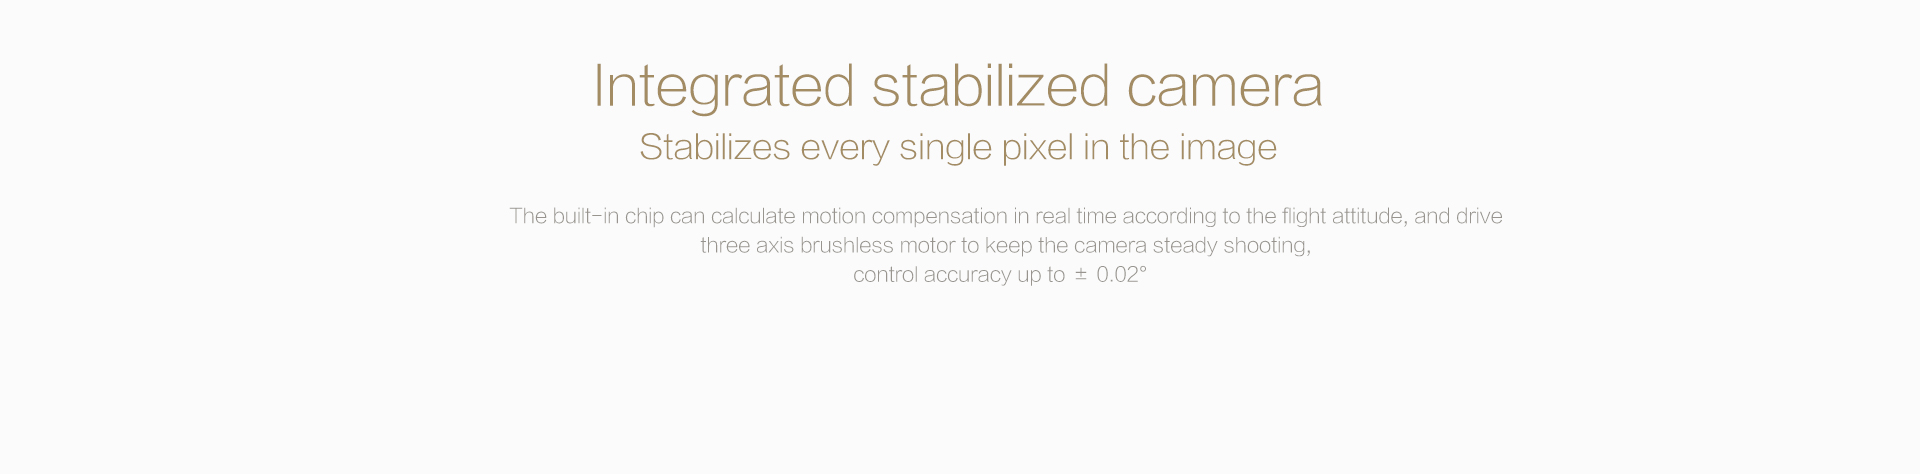 Integrated stabilized camera
Stabilizes every single pixel in the image
The built-in chip can calculate motion compensation in real time according to the flight attitude, and drive
three axis brushless motor to keep the camera steady shooting,
control accuracy up to ± 0.02°